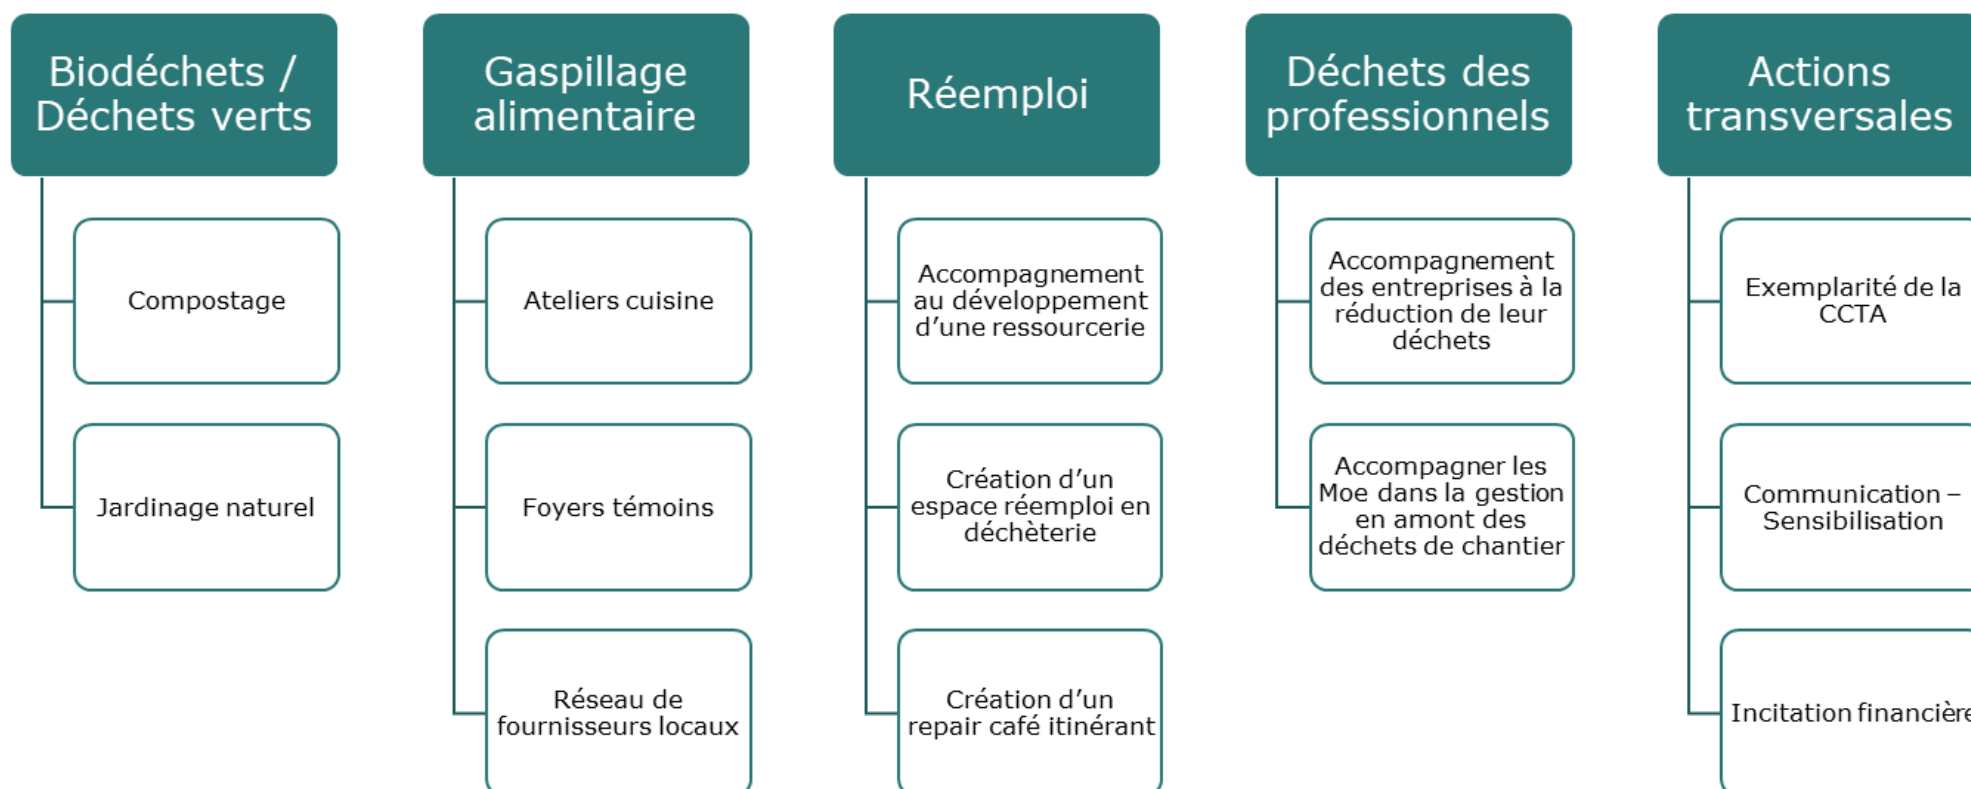 Biodéchets /
Déchets verts
Compostage
Jardinage naturel
Gaspillage
alimentaire
Ateliers cuisine
Foyers témoins
Réseau de
fournisseurs locaux
Réemploi
Accompagnement
au développement
d’une ressourcerie
Création d’un
espace réemploi en
déchèterie
Création d’un
repair café itinérant
Déchets des
professionnels
Accompagnement
des entreprises à la
réduction de leur
déchets
Accompagner les
Moe dans la gestion
en amont des
déchets de chantier
Actions
transversales
Exemplarité de la
CCTA
Communication –
Sensibilisation
Incitation financière